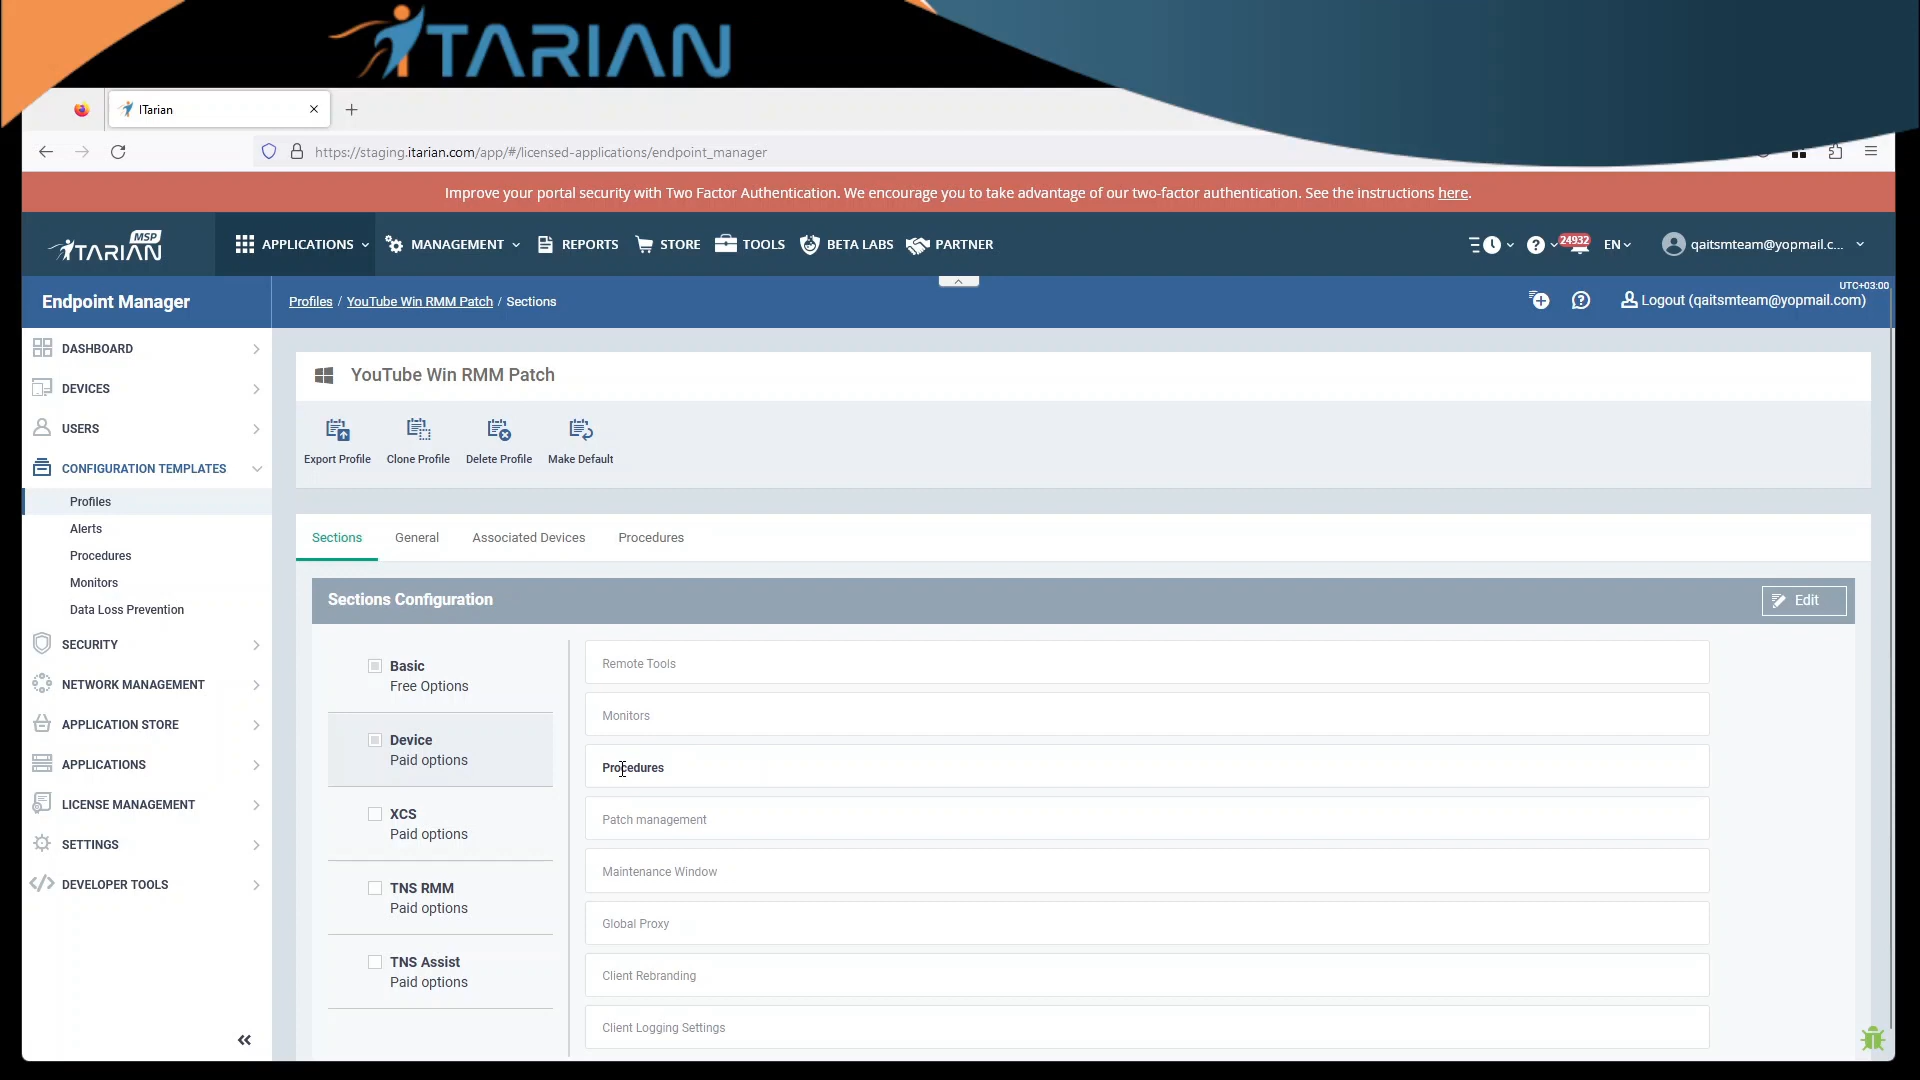 ITARIAN
ITarian
https://staging.itarian.com/app/#/licensed-applications/endpoint_manager
Improve your portal security with Two Factor Authentication. We encourage you to take advantage of our two-factor authentication. See the instructions here.
ITARIAN MSP
APPLICATIONS
MANAGEMENT
REPORTS
STORE
TOOLS
BETA LABS
PARTNER
24932
EN
qaitsmteam@yopmail.c...
UTC+03:00
Endpoint Manager
Profiles / YouTube Win RMM Patch / Sections
Logout (qaitsmteam@yopmail.com)
DASHBOARD
DEVICES
USERS
CONFIGURATION TEMPLATES
Profiles
Alerts
Procedures
Monitors
Data Loss Prevention
SECURITY
NETWORK MANAGEMENT
APPLICATION STORE
APPLICATIONS
LICENSE MANAGEMENT
SETTINGS
DEVELOPER TOOLS
YouTube Win RMM Patch
Export Profile
Clone Profile
Delete Profile
Make Default
Sections
General
Associated Devices
Procedures
Sections Configuration
Edit
Basic
Free Options
Device
Paid options
XCS
Paid options
TNS RMM
Paid options
TNS Assist
Paid options
Remote Tools
Monitors
Procedures
Patch management
Maintenance Window
Global Proxy
Client Rebranding
Client Logging Settings